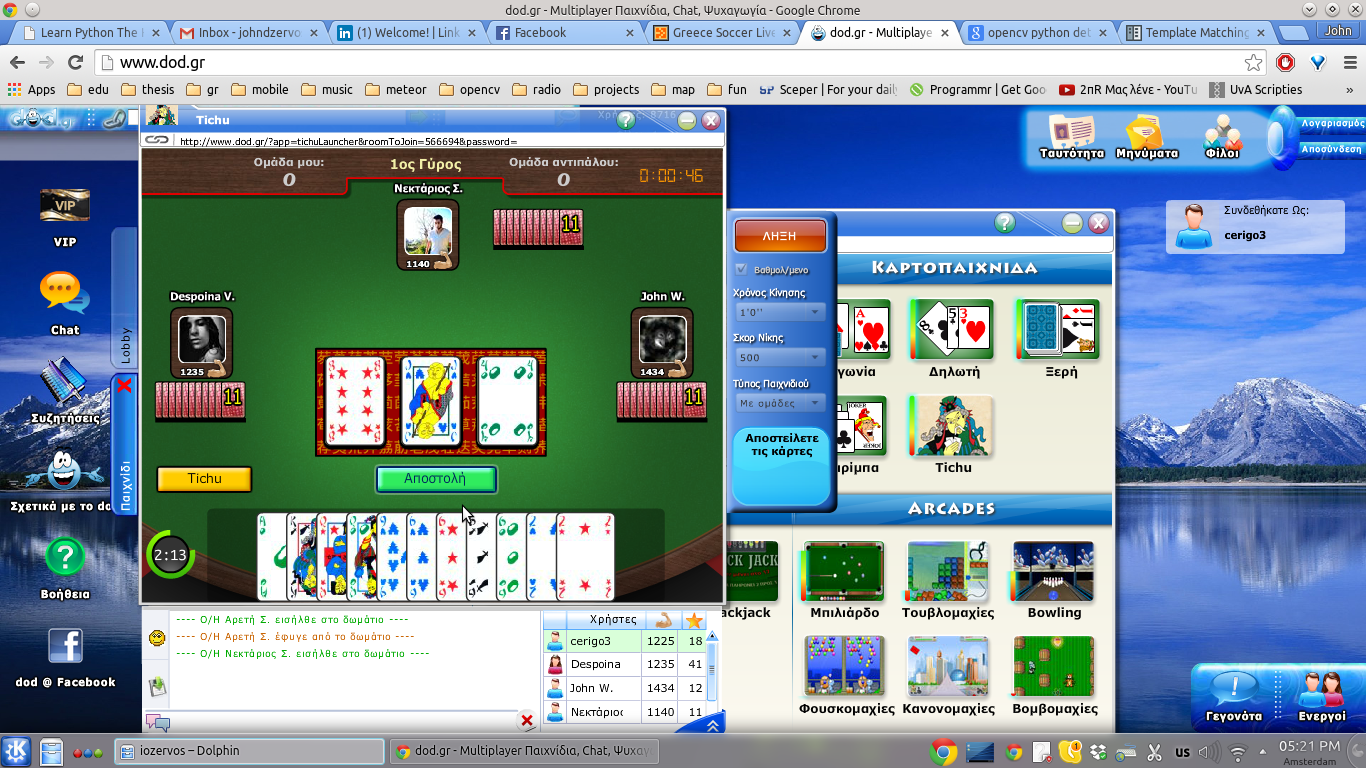 dod.gr - Multiplayer Παιχνίδια, Chat, Ψυχαγωγία - Google Chrome
Learn Python The
Inbox - johndzervo
(1) Welcome! | Link
Facebook
Greece Soccer Live
dod.gr - Multiplaye
opencv python det
Template Matching
John
www.dod.gr
Apps
edu
thesis
gr
mobile
music
meteor
opencv
radio
projects
map
fun
Sceper | For your daily
Programmr | Get Goo
2nR Μας λένε - YouTu
UvA Scripties
»
Tichu
http://www.dod.gr/?app=tichuLauncher&roomToJoin=566694&password=
Ομάδα μου:
0
1ος Γύρος
Ομάδα αντιπάλου:
0
0:00:46
Νεκτάριος Σ.
1140
11
Despoina V.
1235
11
John W.
1434
11
Tichu
Αποστολή
2:13
ΛΗΞΗ
Βαθμολ/μενο
Χρόνος Κίνησης
1'0''
Σκορ Νίκης
500
Τύπος Παιχνιδιού
Με ομάδες
Αποστείλετε
τις κάρτες
VIP
VIP
Chat
Συζητήσεις
Σχετικά με το do
Βοήθεια
dod @ Facebook
Lobby
Παιχνίδι
Ταυτότητα
Μηνύματα
Φίλοι
Λογαριασμός
Αποσύνδεση
Συνδεθήκατε Ως:
cerigo3
ΚΑΡΤΟΠΑΙΧΝΙΔΑ
γωνία
Δηλωτή
Ξερή
ιρίμπα
Tichu
ARCADES
ackjack
Μπιλιάρδο
Τουβλομαχίες
Bowling
Φουσκομαχίες
Κανονομαχίες
Βομβομαχίες
---- Ο/Η Αρετή Σ. εισήλθε στο δωμάτιο ----
---- Ο/Η Αρετή Σ. έφυγε από το δωμάτιο ----
---- Ο/Η Νεκτάριος Σ. εισήλθε στο δωμάτιο ----
Χρήστες
cerigo3 1225 18
Despoina 1235 41
John W. 1434 12
Νεκτάριος 1140 11
Γεγονότα
Ενεργοί
iozervos – Dolphin
dod.gr - Multiplayer Παιχνίδια, Chat, Ψυχαγ
us
05:21 PM
Amsterdam